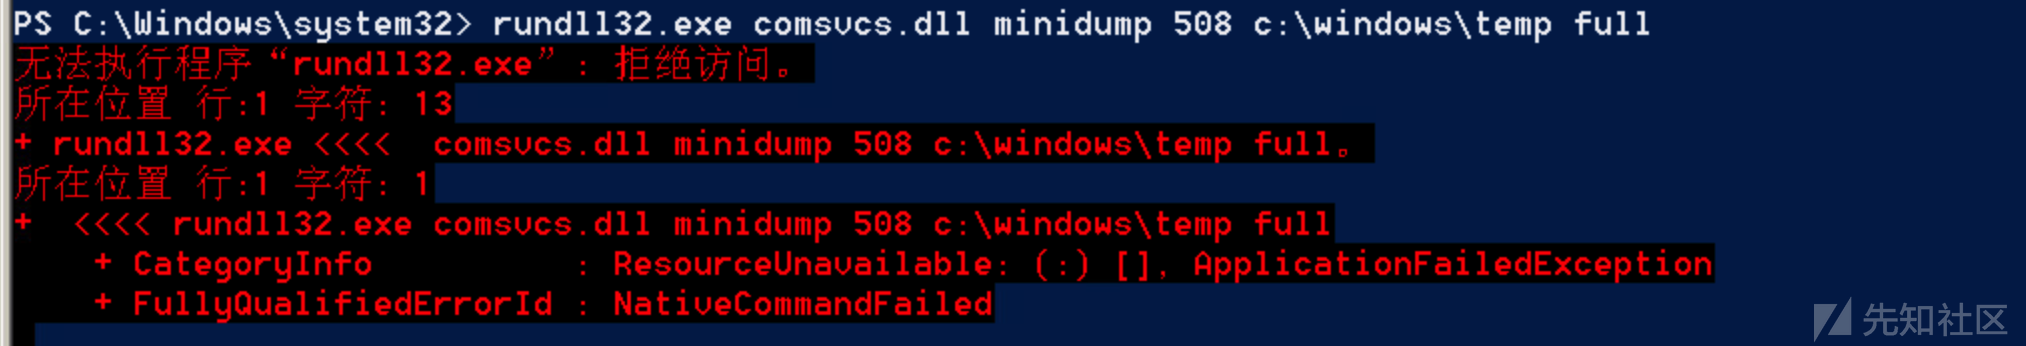 PS C:\Windows\system32> rundll32.exe comsvcs.dll minidump 508 c:\windows\temp full
无法执行程序“rundll32.exe”: 拒绝访问。
所在位置 行:1 字符: 13
+ rundll32.exe <<<<  comsvcs.dll minidump 508 c:\windows\temp full。
所在位置 行:1 字符: 1
+  <<<< rundll32.exe comsvcs.dll minidump 508 c:\windows\temp full
    + CategoryInfo          : ResourceUnavailable: (:) [], ApplicationFailedException
    + FullyQualifiedErrorId : NativeCommandFailed
先知社区